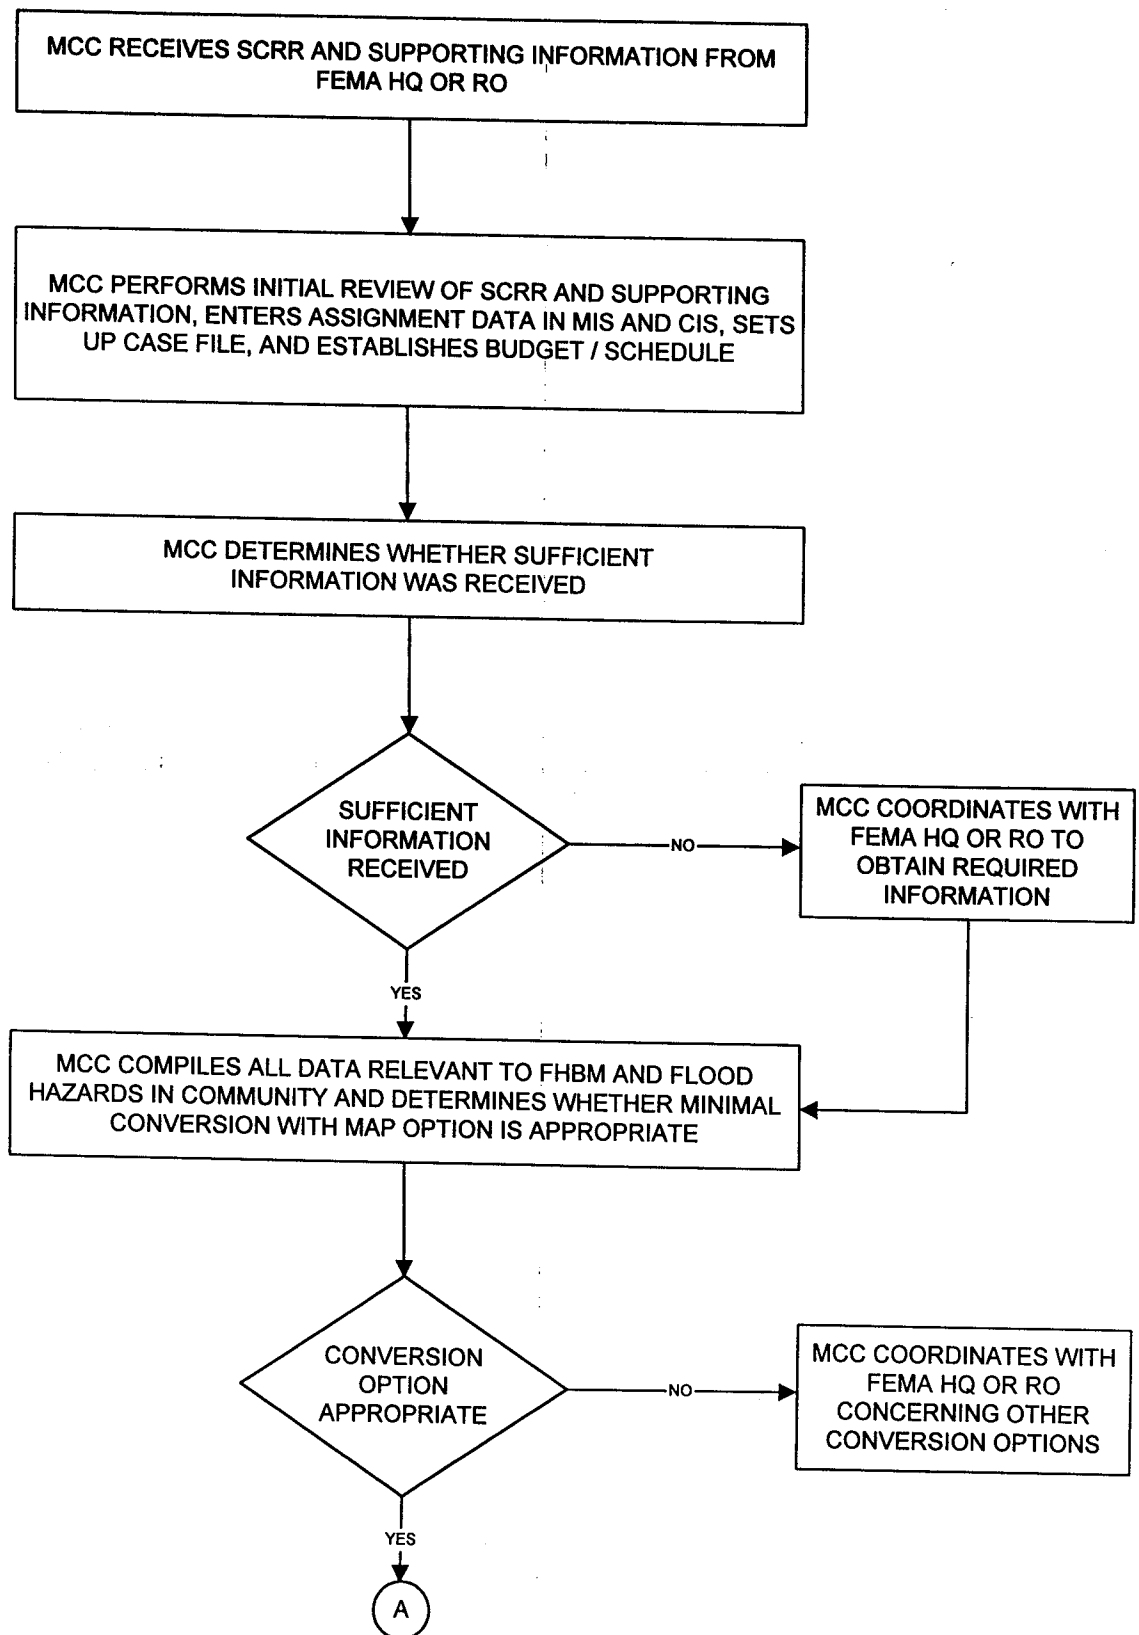 MCC RECEIVES SCRR AND SUPPORTING INFORMATION FROM
FEMA HQ OR RO
MCC PERFORMS INITIAL REVIEW OF SCRR AND SUPPORTING
INFORMATION, ENTERS ASSIGNMENT DATA IN MIS AND CIS, SETS
UP CASE FILE, AND ESTABLISHES BUDGET / SCHEDULE
MCC DETERMINES WHETHER SUFFICIENT
INFORMATION WAS RECEIVED
SUFFICIENT
INFORMATION
RECEIVED
NO
MCC COORDINATES WITH
FEMA HQ OR RO TO
OBTAIN REQUIRED
INFORMATION
YES
MCC COMPILES ALL DATA RELEVANT TO FHBM AND FLOOD
HAZARDS IN COMMUNITY AND DETERMINES WHETHER MINIMAL
CONVERSION WITH MAP OPTION IS APPROPRIATE
CONVERSION
OPTION
APPROPRIATE
NO
MCC COORDINATES WITH
FEMA HQ OR RO
CONCERNING OTHER
CONVERSION OPTIONS
YES
A